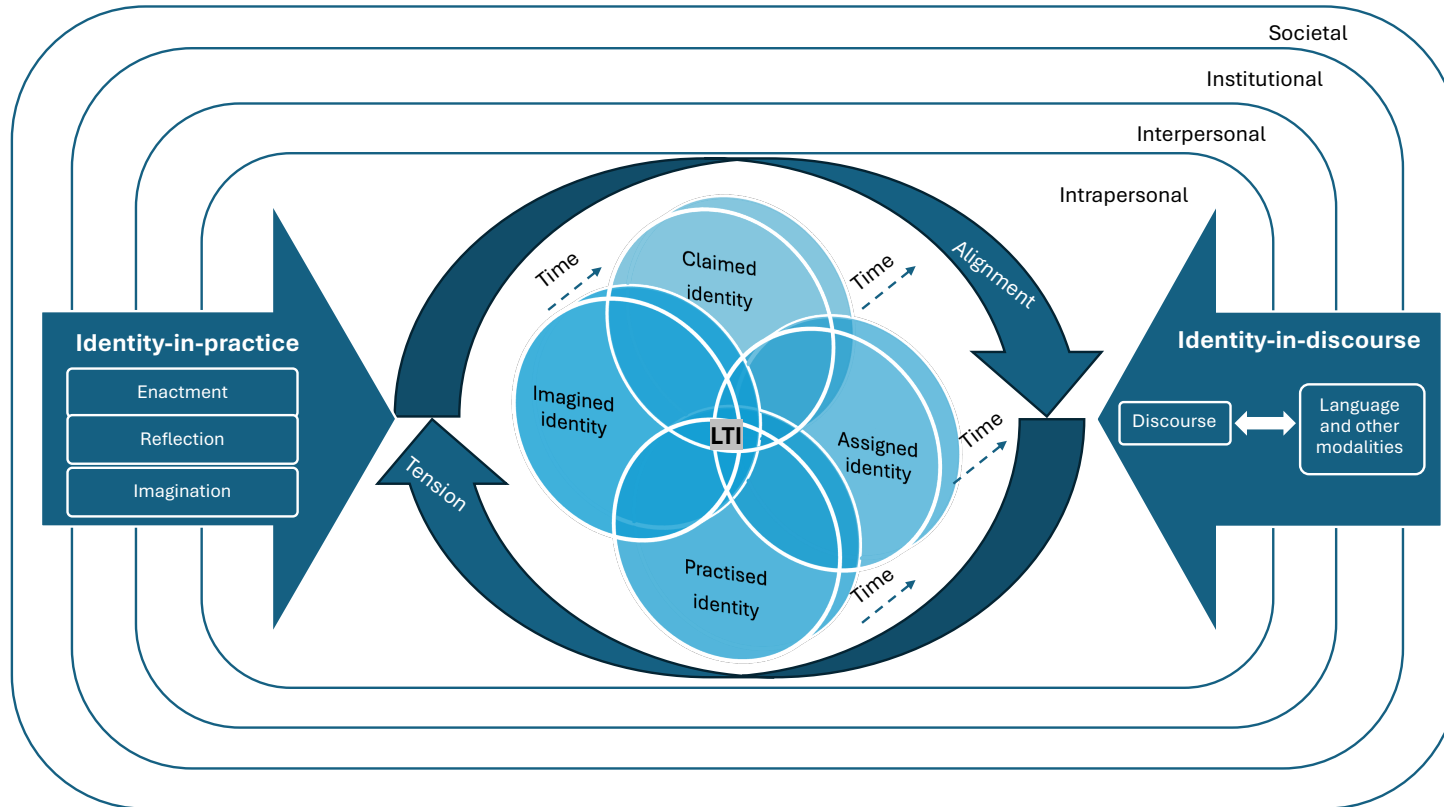 Societal
Institutional
Interpersonal
Intrapersonal
Identity-in-practice
Enactment
Reflection
Imagination
Time
Claimed
identity
Time
Alignment
Imagined
identity
LTI
Assigned
identity
Time
Tension
Practised
identity
Time
Identity-in-discourse
Discourse
Language
and other
modalities